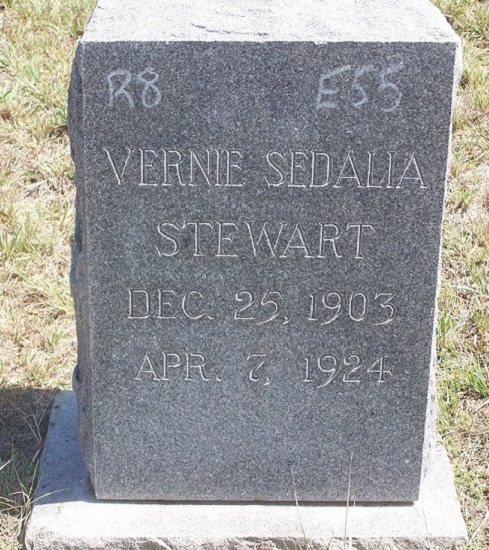 R8 E55
VERNIE SEDALIA
STEWART
DEC. 25, 1903
APR. 7, 1924